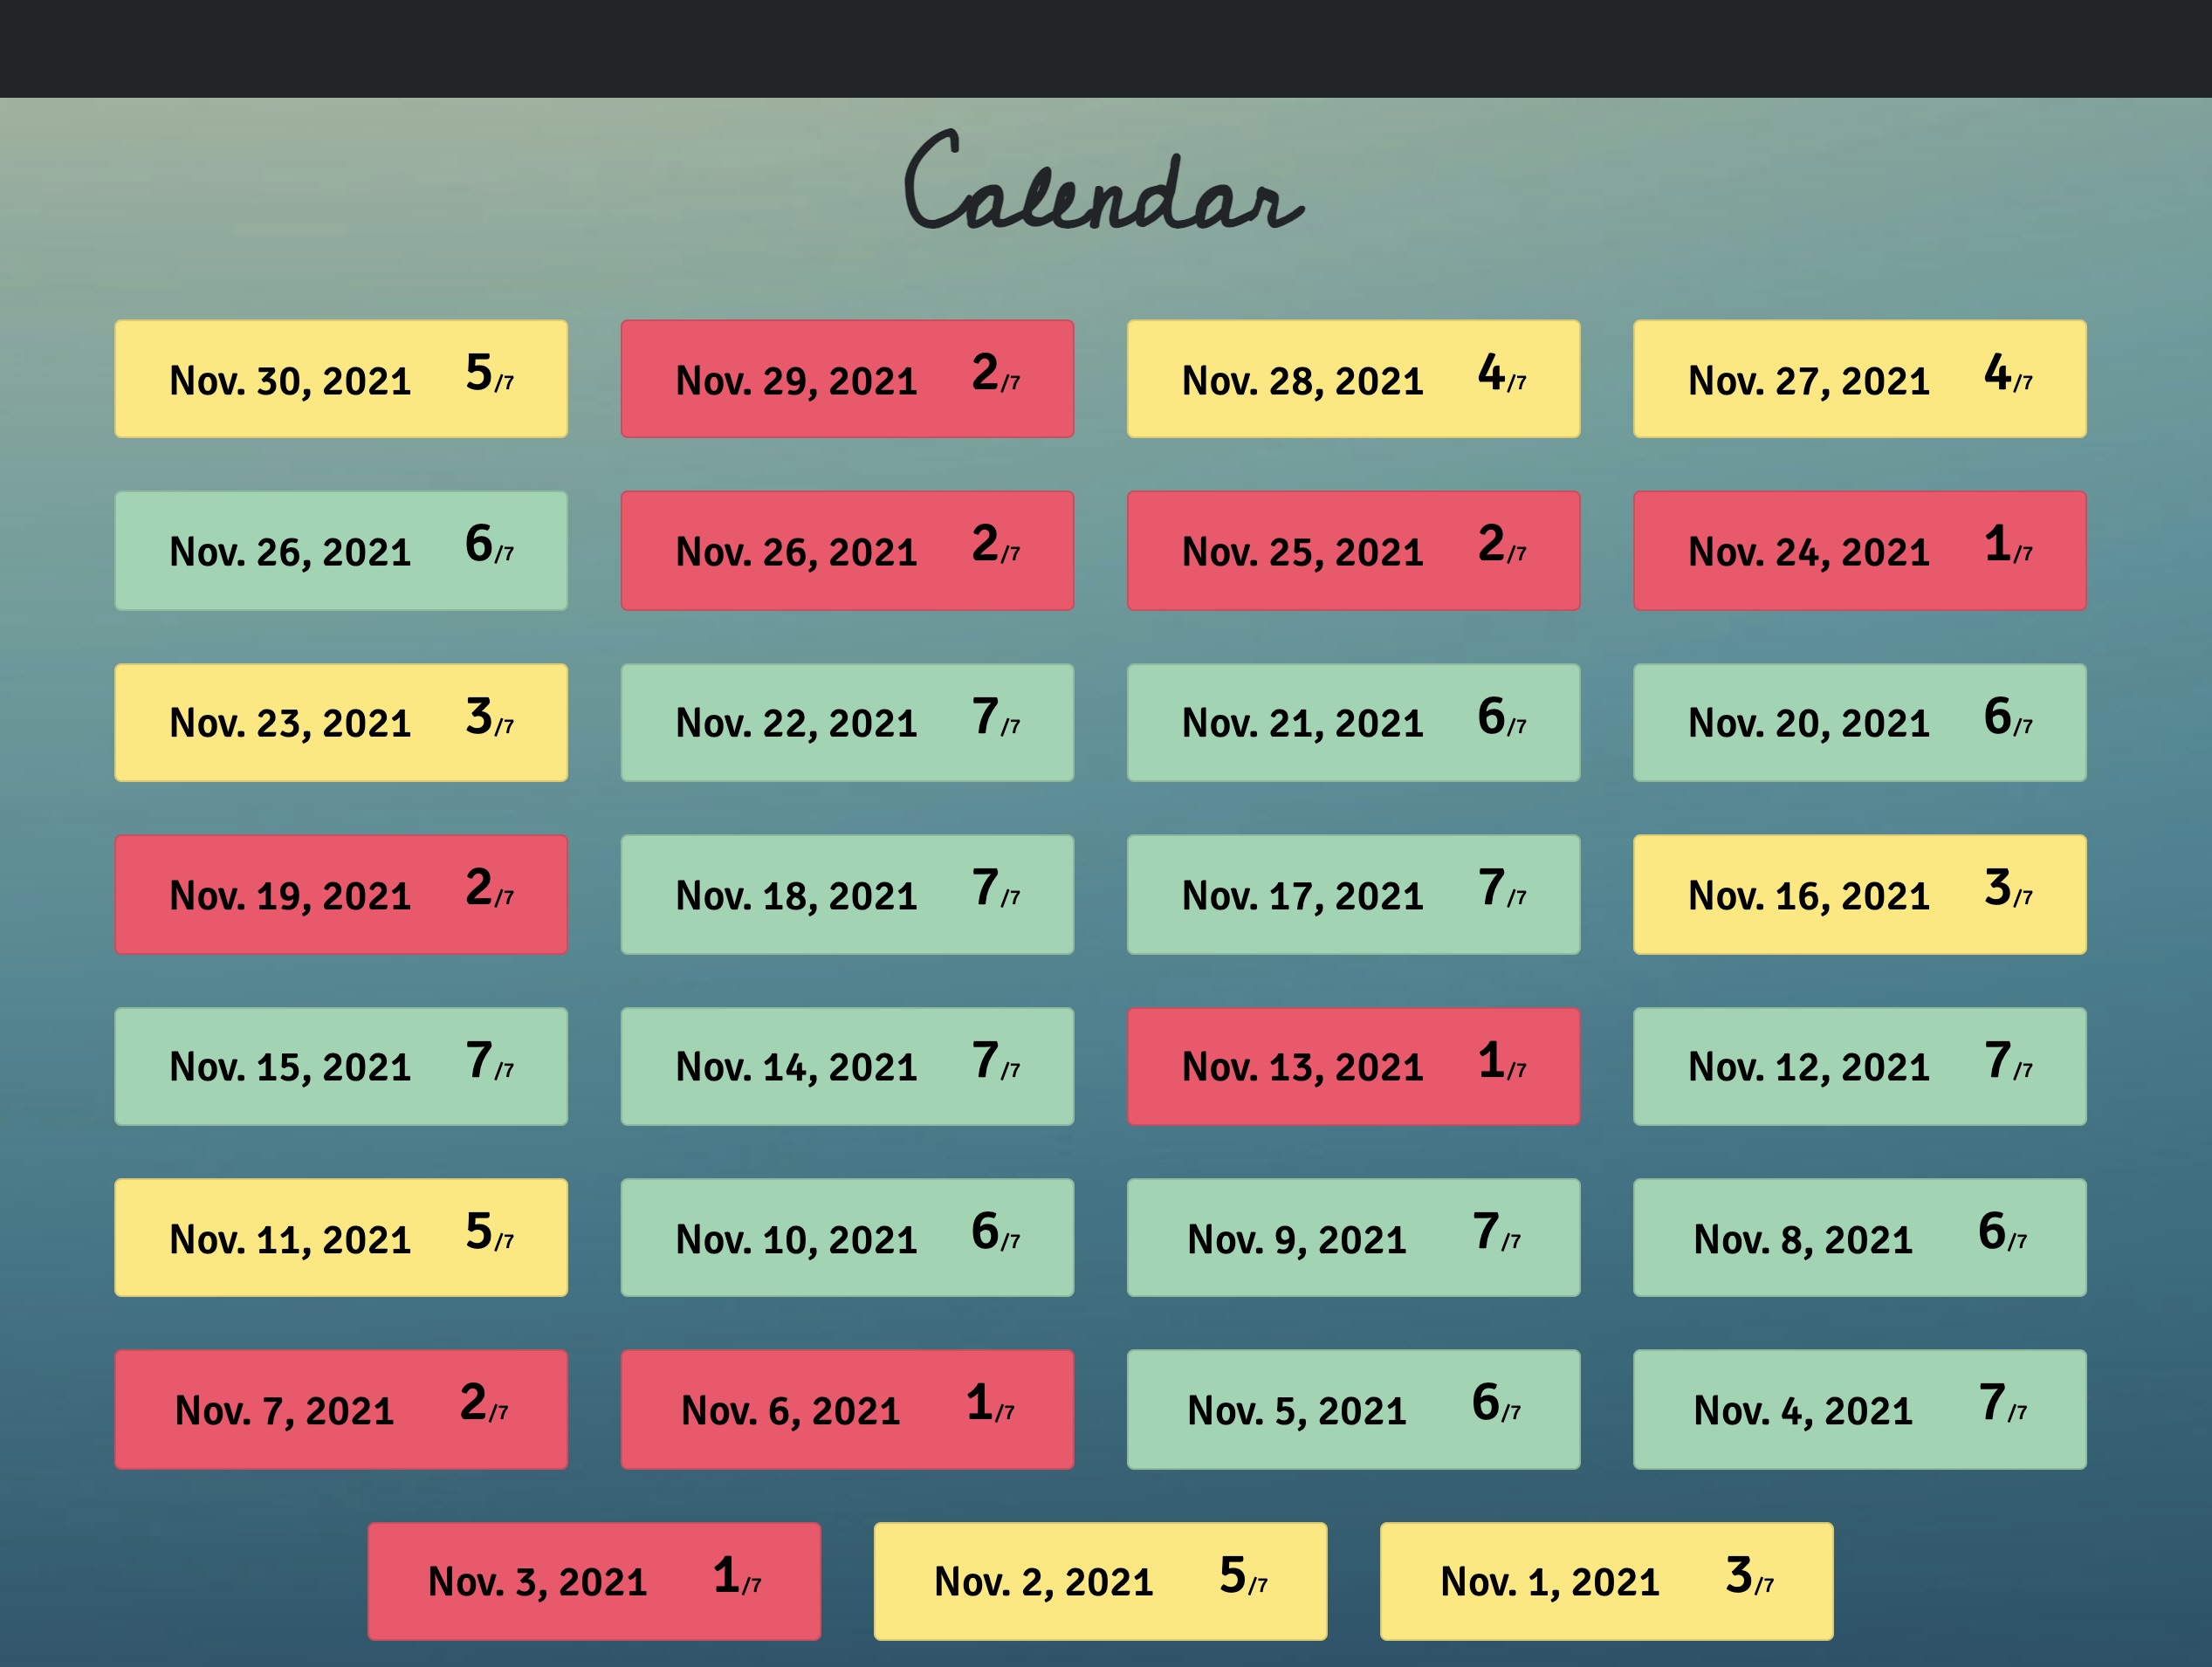 Calendar
Nov. 30, 2021 5/7
Nov. 29, 2021 2/7
Nov. 28, 2021 4/7
Nov. 27, 2021 4/7
Nov. 26, 2021 6/7
Nov. 26, 2021 2/7
Nov. 25, 2021 2/7
Nov. 24, 2021 1/7
Nov. 23, 2021 3/7
Nov. 22, 2021 7/7
Nov. 21, 2021 6/7
Nov. 20, 2021 6/7
Nov. 19, 2021 2/7
Nov. 18, 2021 7/7
Nov. 17, 2021 7/7
Nov. 16, 2021 3/7
Nov. 15, 2021 7/7
Nov. 14, 2021 7/7
Nov. 13, 2021 1/7
Nov. 12, 2021 7/7
Nov. 11, 2021 5/7
Nov. 10, 2021 6/7
Nov. 9, 2021 7/7
Nov. 8, 2021 6/7
Nov. 7, 2021 2/7
Nov. 6, 2021 1/7
Nov. 5, 2021 6/7
Nov. 4, 2021 7/7
Nov. 3, 2021 1/7
Nov. 2, 2021 5/7
Nov. 1, 2021 3/7